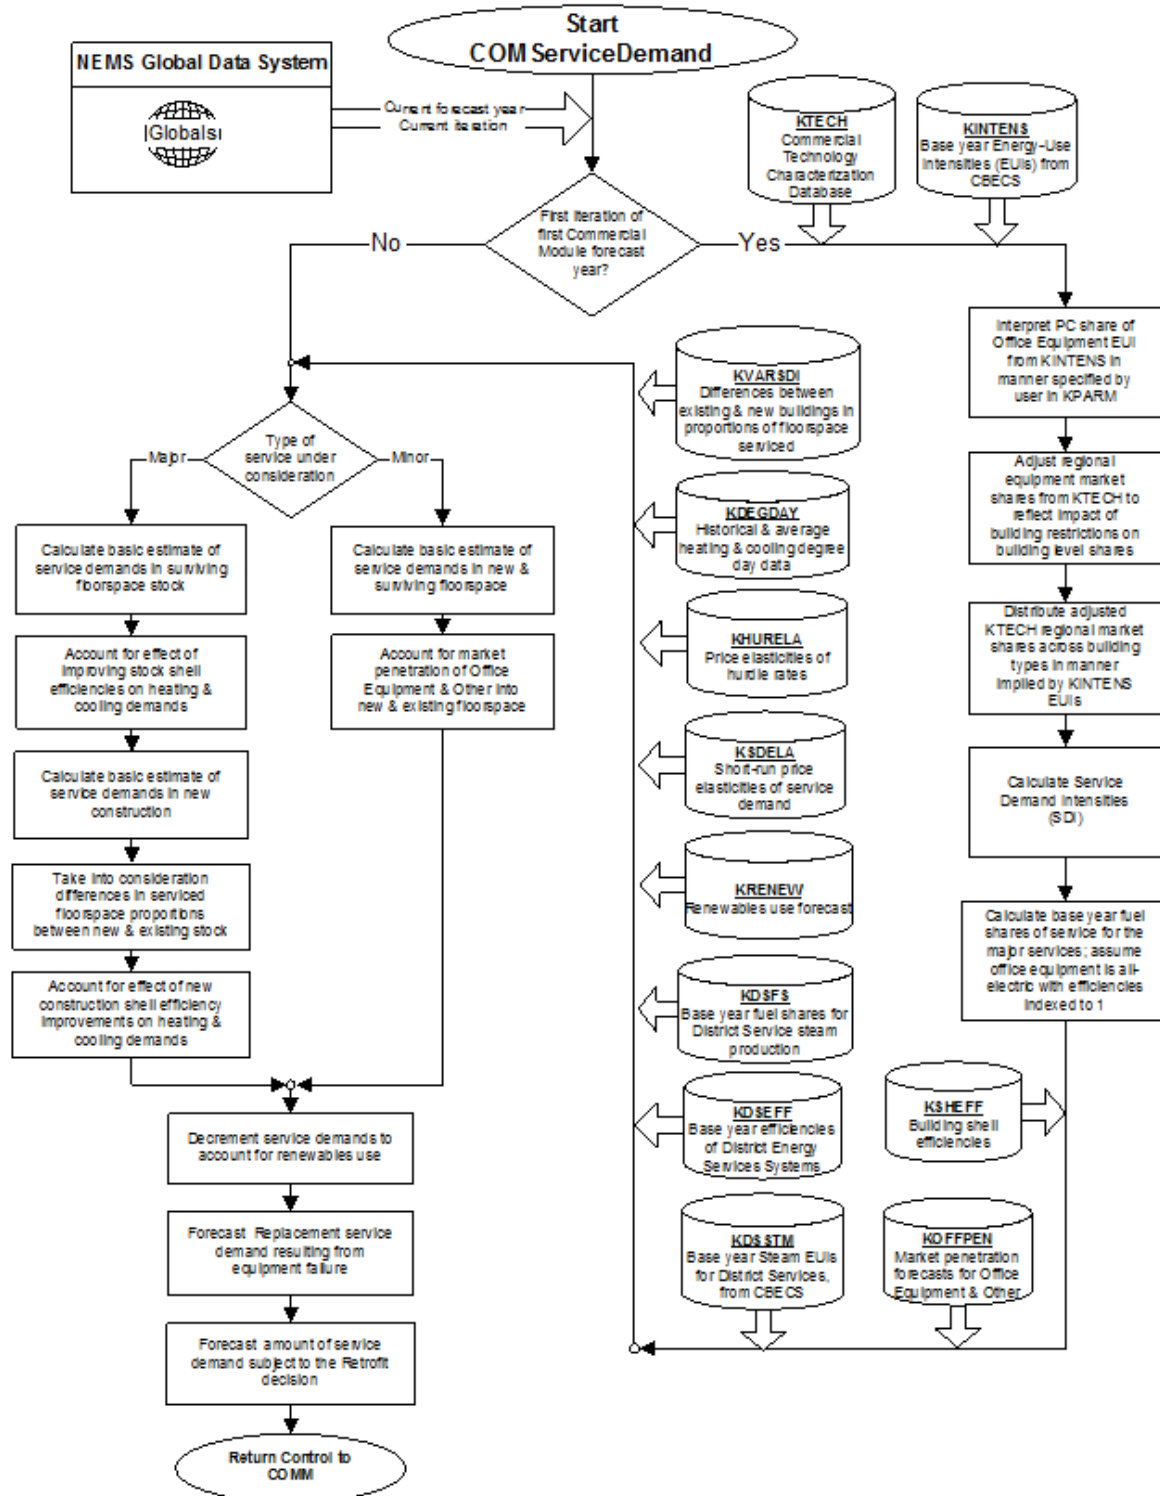 Start
COMServiceDemand
NEMS Global Data System
Globals
Current forecast year
Current iteration
KTECH
Commercial
Technology
Characterization
Database
KINTENS
Base year Energy-Use
Intensities (EUIs) from
CBECS
First iteration of
first Commercial
Module forecast
year?
No
Yes
Interpret PC share of
Office Equipment EUI
from KINTENS in
manner specified by
user in KPARM
Adjust regional
equipment market
shares from KTECH to
reflect impact of
building restrictions on
building level shares
Distribute adjusted
KTECH regional market
shares across building
types in manner
implied by KINTENS
EUIs
Calculate Service
Demand Intensities
(SDI)
Calculate base year fuel
shares of service for the
major services; assume
office equipment is all-
electric with efficiencies
indexed to 1
KSHEFF
Building shell
efficiencies
KOFFPEN
Market penetration
forecasts for Office
Equipment & Other
KVARSDI
Differences between
existing & new buildings in
proportions of floorspace
serviced
KDEGDAY
Historical & average
heating & cooling degree
day data
KHURELA
Price elasticities of
hurdle rates
KSDELA
Short-run price
elasticities of service
demand
KRENEW
Renewables use forecast
KDSFS
Base year fuel shares for
District Service steam
production
KDSEFF
Base year efficiencies
of District Energy
Services Systems
KDSSTM
Base year Steam EUIs
for District Services,
from CBECS
Type of
service under
consideration
Major
Minor
Calculate basic estimate of
service demands in surviving
floorspace stock
Account for effect of
improving stock shell
efficiencies on heating &
cooling demands
Calculate basic estimate of
service demands in new
construction
Take into consideration
differences in serviced
floorspace proportions
between new & existing stock
Account for effect of new
construction shell efficiency
improvements on heating &
cooling demands
Calculate basic estimate of
service demands in new &
surviving floorspace
Account for market
penetration of Office
Equipment & Other into
new & existing floorspace
Decrement service demands to
account for renewables use
Forecast Replacement service
demand resulting from
equipment failure
Forecast amount of service
demand subject to the Retrofit
decision
Return Control to
COMM